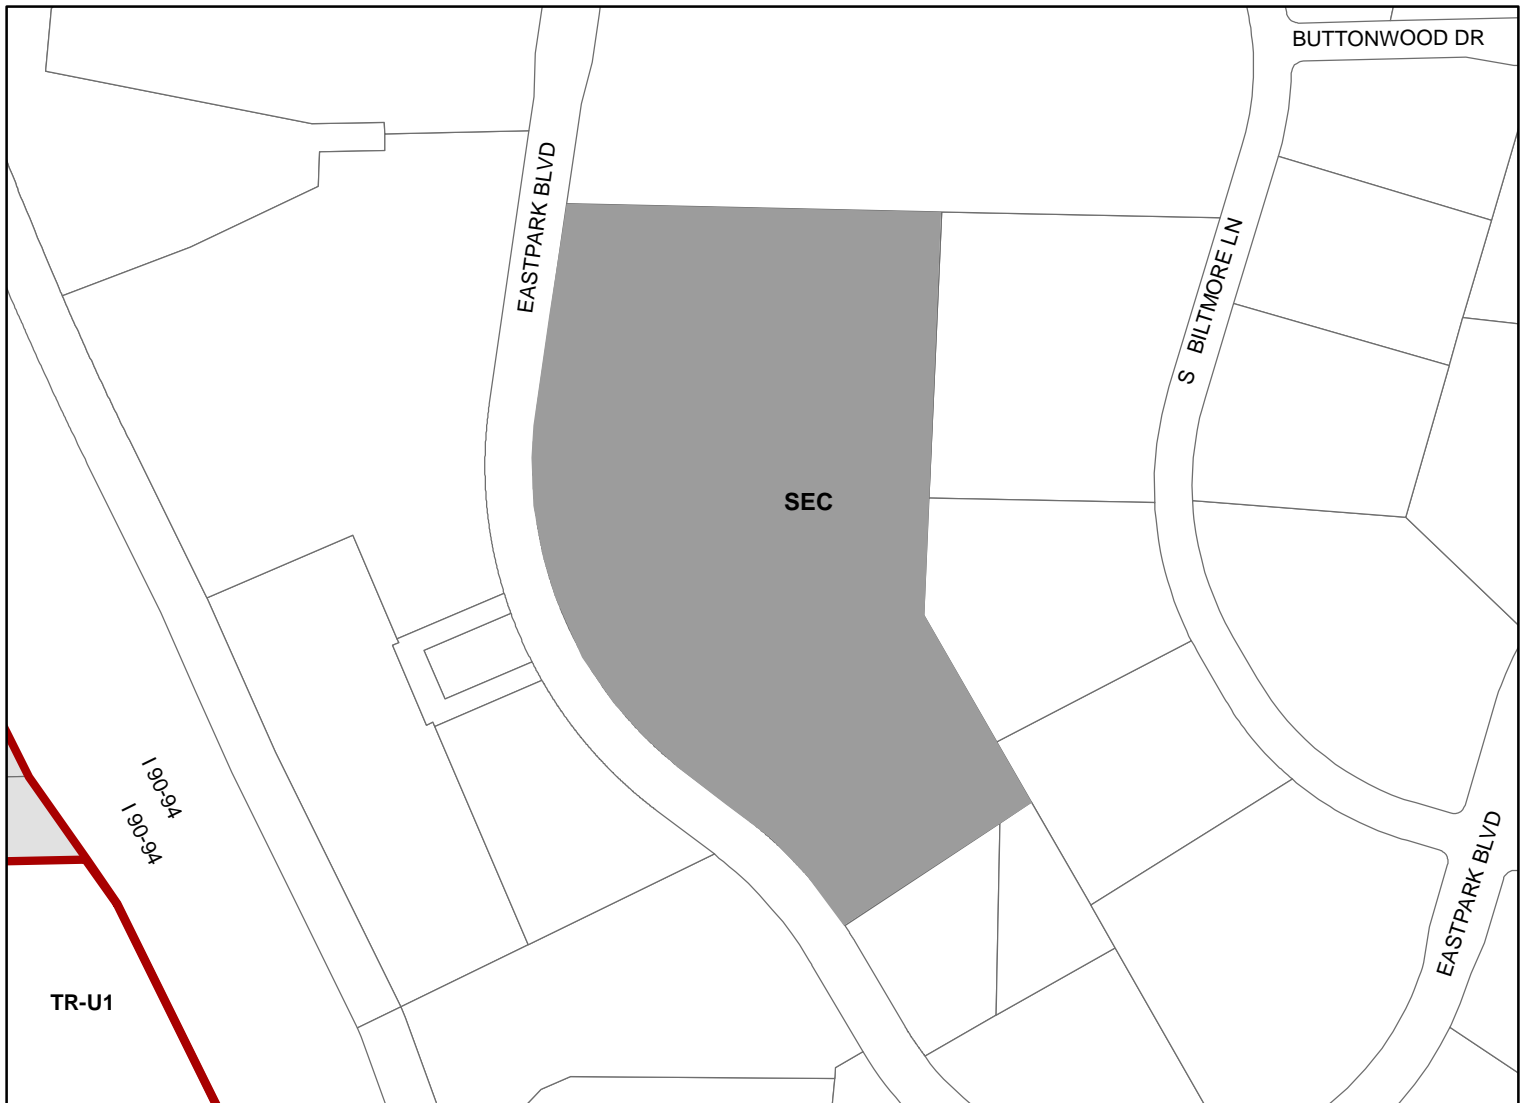 BUTTONWOOD DR
EASTPARK BLVD
S BILTMORE LN
SEC
I 90-94
I 90-94
EASTPARK BLVD
TR-U1